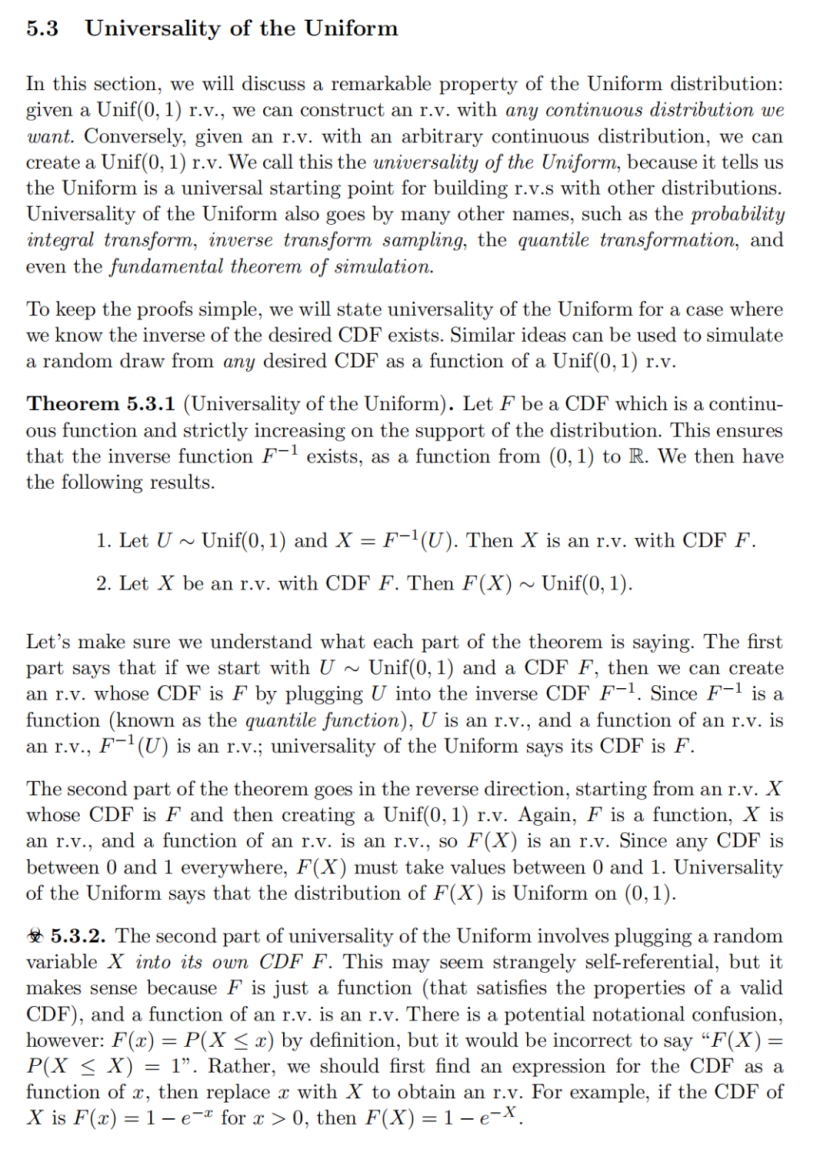 5.3 Universality of the Uniform
In this section, we will discuss a remarkable property of the Uniform distribution:
given a Unif(0, 1) r.v., we can construct an r.v. with any continuous distribution we
want. Conversely, given an r.v. with an arbitrary continuous distribution, we can
create a Unif(0, 1) r.v. We call this the universality of the Uniform, because it tells us
the Uniform is a universal starting point for building r.v.s with other distributions.
Universality of the Uniform also goes by many other names, such as the probability
integral transform, inverse transform sampling, the quantile transformation, and
even the fundamental theorem of simulation.
To keep the proofs simple, we will state universality of the Uniform for a case where
we know the inverse of the desired CDF exists. Similar ideas can be used to simulate
a random draw from any desired CDF as a function of a Unif(0, 1) r.v.
Theorem 5.3.1 (Universality of the Uniform). Let F be a CDF which is a continu-
ous function and strictly increasing on the support of the distribution. This ensures
that the inverse function F⁻¹ exists, as a function from (0, 1) to ℝ. We then have
the following results.
1. Let U ∼ Unif(0, 1) and X = F⁻¹(U). Then X is an r.v. with CDF F.
2. Let X be an r.v. with CDF F. Then F(X) ∼ Unif(0, 1).
Let's make sure we understand what each part of the theorem is saying. The first
part says that if we start with U ∼ Unif(0, 1) and a CDF F, then we can create
an r.v. whose CDF is F by plugging U into the inverse CDF F⁻¹. Since F⁻¹ is a
function (known as the quantile function), U is an r.v., and a function of an r.v. is
an r.v., F⁻¹(U) is an r.v.; universality of the Uniform says its CDF is F.
The second part of the theorem goes in the reverse direction, starting from an r.v. X
whose CDF is F and then creating a Unif(0, 1) r.v. Again, F is a function, X is
an r.v., and a function of an r.v. is an r.v., so F(X) is an r.v. Since any CDF is
between 0 and 1 everywhere, F(X) must take values between 0 and 1. Universality
of the Uniform says that the distribution of F(X) is Uniform on (0, 1).
☣ 5.3.2. The second part of universality of the Uniform involves plugging a random
variable X into its own CDF F. This may seem strangely self-referential, but it
makes sense because F is just a function (that satisfies the properties of a valid
CDF), and a function of an r.v. is an r.v. There is a potential notational confusion,
however: F(x) = P(X ≤ x) by definition, but it would be incorrect to say “F(X) =
P(X ≤ X) = 1”. Rather, we should first find an expression for the CDF as a
function of x, then replace x with X to obtain an r.v. For example, if the CDF of
X is F(x) = 1 − e⁻ˣ for x > 0, then F(X) = 1 − e^{−X}.